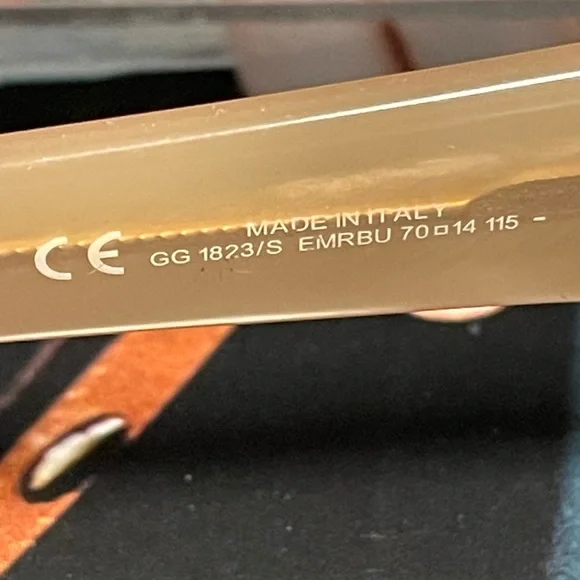 MADE IN ITALY
CE GG 1823/S EMRBU 70□14 115 -